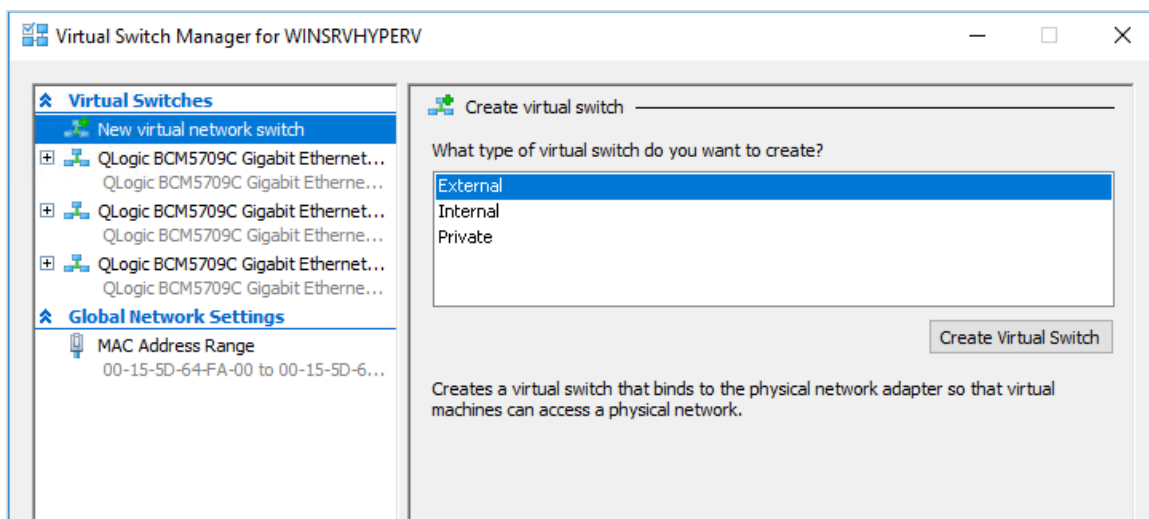 Virtual Switch Manager for WINSRVHYPERV
Virtual Switches
New virtual network switch
QLogic BCM5709C Gigabit Ethernet...
QLogic BCM5709C Gigabit Etherne...
QLogic BCM5709C Gigabit Ethernet...
QLogic BCM5709C Gigabit Etherne...
QLogic BCM5709C Gigabit Ethernet...
QLogic BCM5709C Gigabit Etherne...
Global Network Settings
MAC Address Range
00-15-5D-64-FA-00 to 00-15-5D-6...
Create virtual switch
What type of virtual switch do you want to create?
External
Internal
Private
Create Virtual Switch
Creates a virtual switch that binds to the physical network adapter so that virtual
machines can access a physical network.